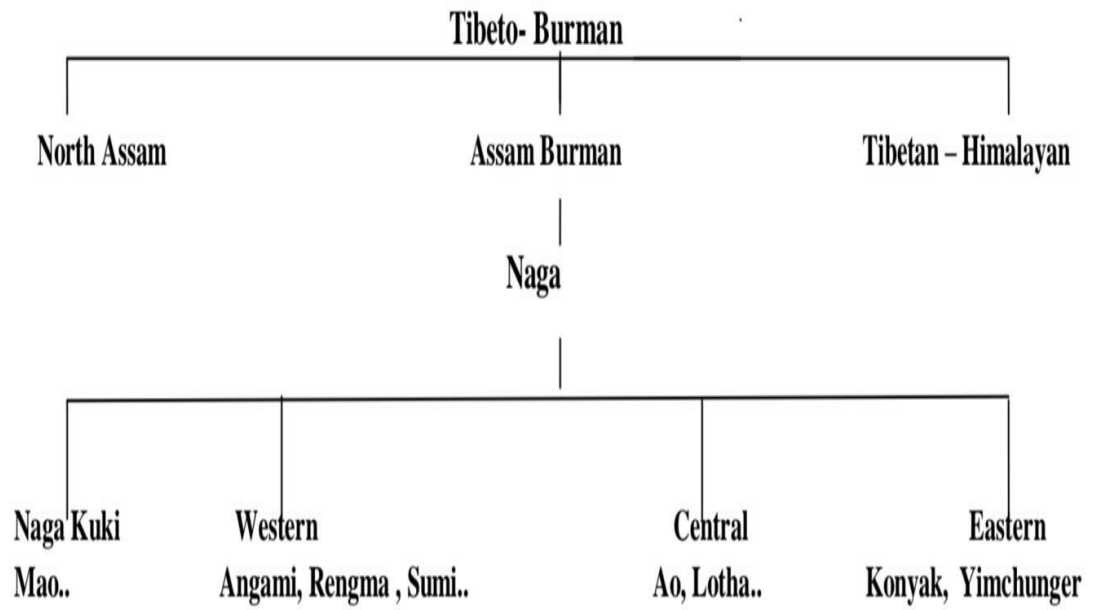 Tibeto- Burman
North Assam Assam Burman Tibetan – Himalayan
Naga
Naga Kuki Western Central Eastern
Mao.. Angami, Rengma , Sumi.. Ao, Lotha.. Konyak, Yimchunger